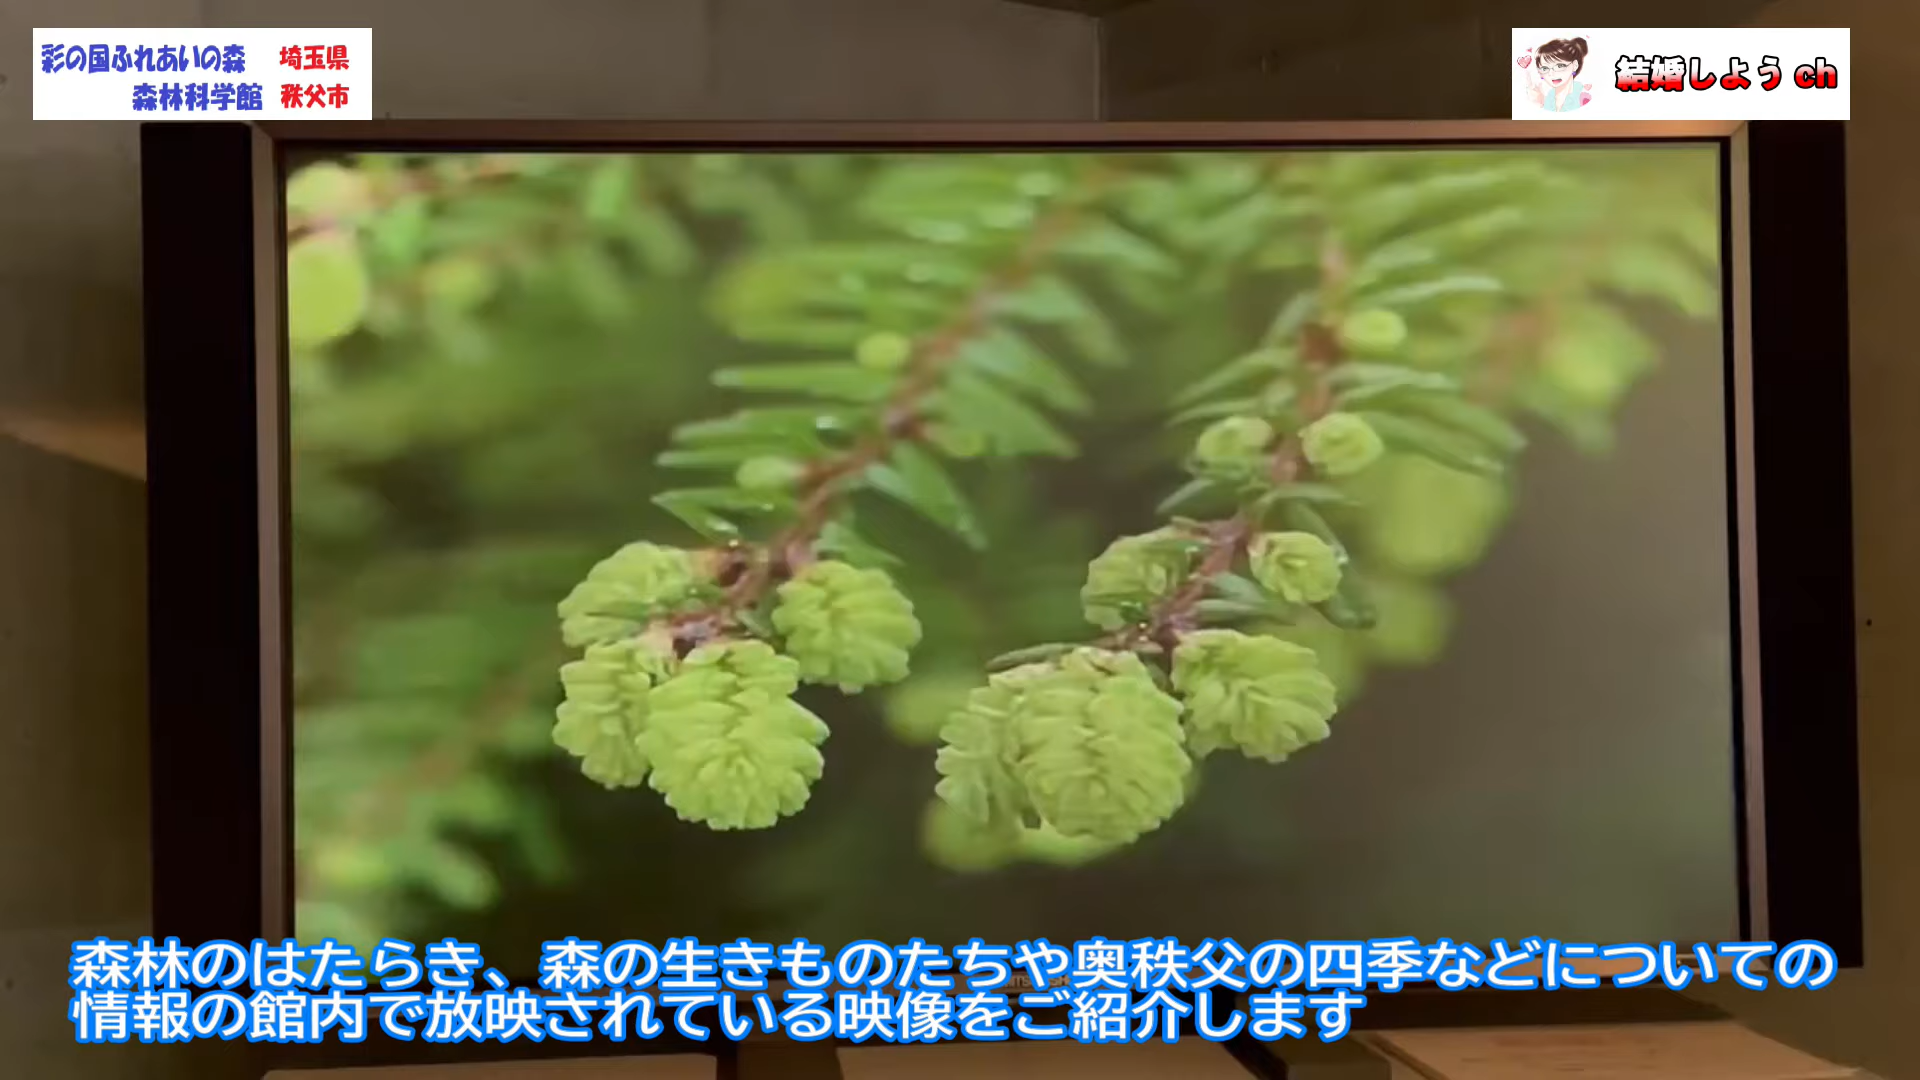 彩の国ふれあいの森 埼玉県
森林科学館 秩父市
結婚しようch
森林のはたらき、森の生きものたちや奥秩父の四季などについての
情報の館内で放映されている映像をご紹介します